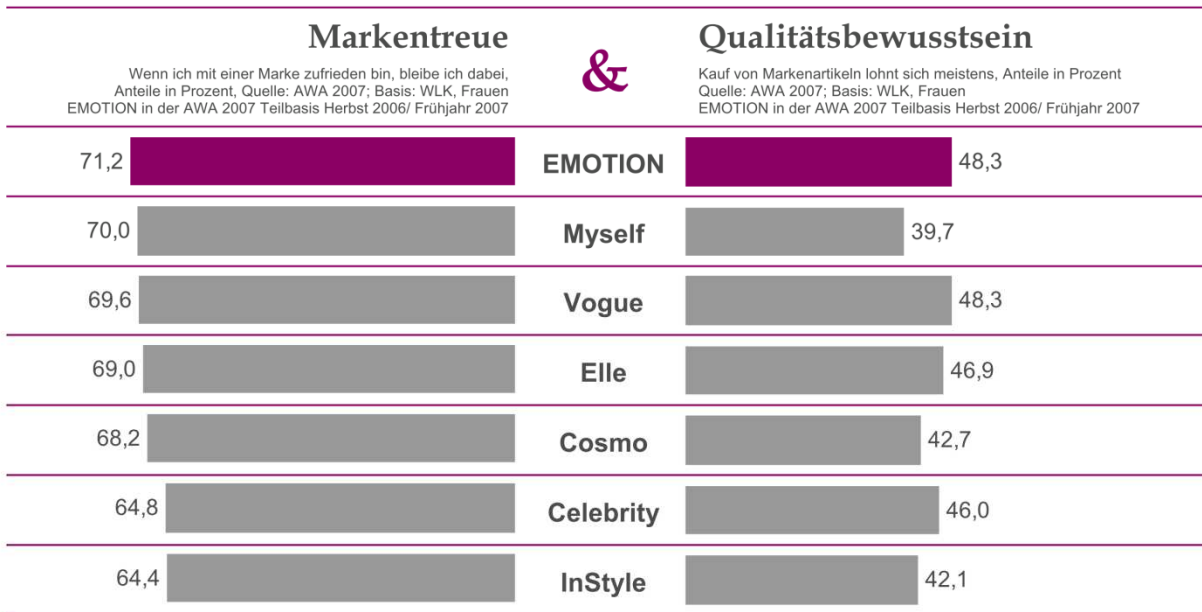 Markentreue
Wenn ich mit einer Marke zufrieden bin, bleibe ich dabei,
Anteile in Prozent, Quelle: AWA 2007; Basis: WLK, Frauen
EMOTION in der AWA 2007 Teilbasis Herbst 2006/ Frühjahr 2007
&
Qualitätsbewusstsein
Kauf von Markenartikeln lohnt sich meistens, Anteile in Prozent
Quelle: AWA 2007; Basis: WLK, Frauen
EMOTION in der AWA 2007 Teilbasis Herbst 2006/ Frühjahr 2007
71,2 EMOTION 48,3
70,0 Myself 39,7
69,6 Vogue 48,3
69,0 Elle 46,9
68,2 Cosmo 42,7
64,8 Celebrity 46,0
64,4 InStyle 42,1